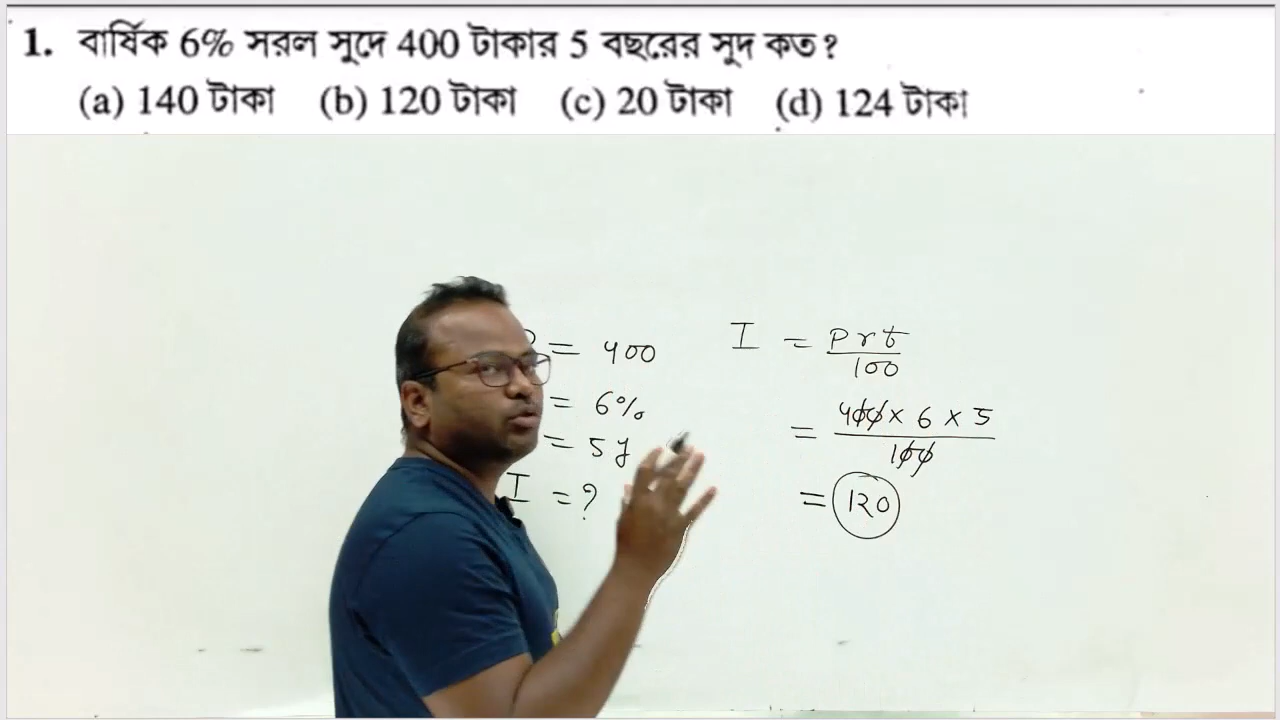 1. বার্ষিক 6% সরল সুদে 400 টাকার 5 বছরের সুদ কত?
(a) 140 টাকা (b) 120 টাকা (c) 20 টাকা (d) 124 টাকা
= 400
= 6%
= 5y
I = ?
I = prt/100
= 400 x 6 x 5/100
= 120